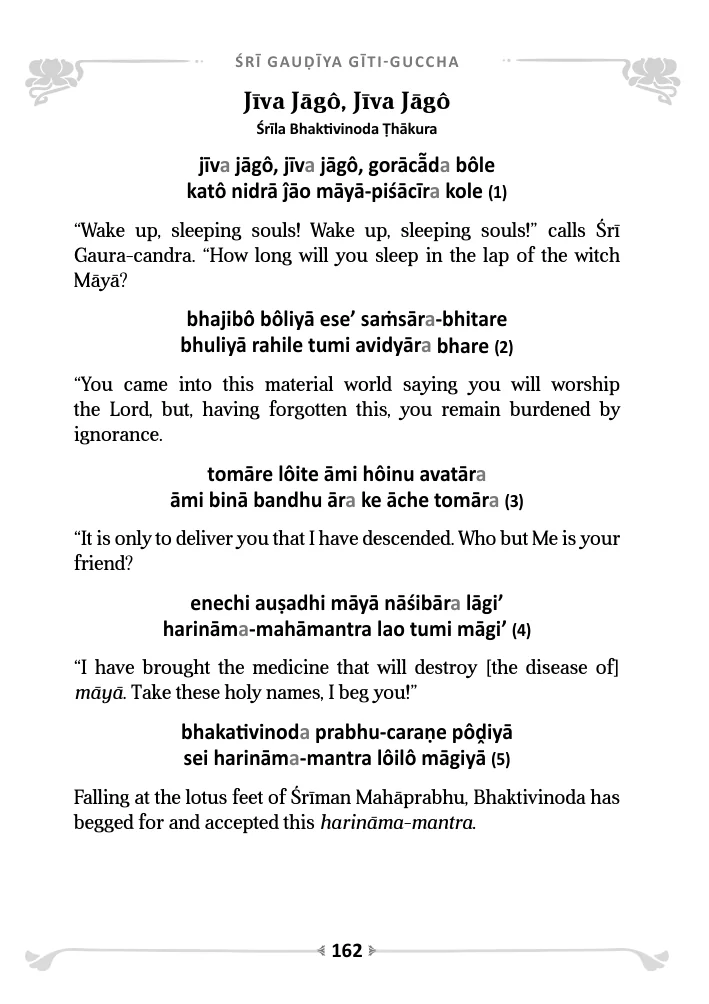 ŚRĪ GAUḌĪYA GĪTI-GUCCHA
Jīva Jāgô, Jīva Jāgô
Śrīla Bhaktivinoda Ṭhākura
jīva jāgô, jīva jāgô, gorācā̃da bôle
katô nidrā ĵāo māyā-piśācīra kole (1)
“Wake up, sleeping souls! Wake up, sleeping souls!” calls Śrī
Gaura-candra. “How long will you sleep in the lap of the witch
Māyā?
bhajibô bôliyā ese’ saṁsāra-bhitare
bhuliyā rahile tumi avidyāra bhare (2)
“You came into this material world saying you will worship
the Lord, but, having forgotten this, you remain burdened by
ignorance.
tomāre lôite āmi hôinu avatāra
āmi binā bandhu āra ke āche tomāra (3)
“It is only to deliver you that I have descended. Who but Me is your
friend?
enechi auṣadhi māyā nāśibāra lāgi’
harināma-mahāmantra lao tumi māgi’ (4)
“I have brought the medicine that will destroy [the disease of]
māyā. Take these holy names, I beg you!”
bhakativinoda prabhu-caraṇe pôḓiyā
sei harināma-mantra lôilô māgiyā (5)
Falling at the lotus feet of Śrīman Mahāprabhu, Bhaktivinoda has
begged for and accepted this harināma-mantra.
162